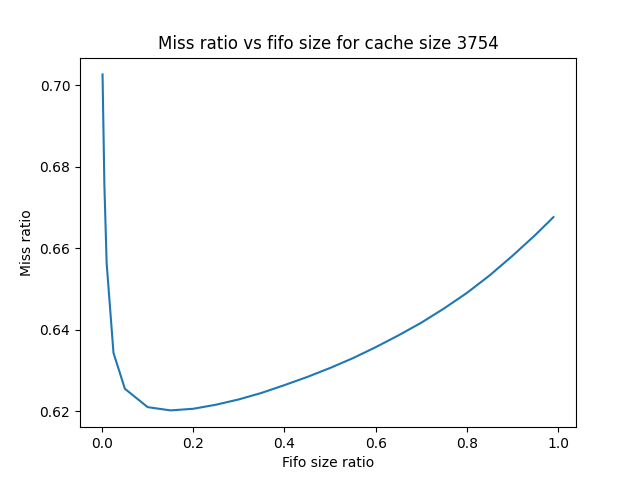 Miss ratio vs fifo size for cache size 3754
0.70
0.68
0.66
0.64
0.62
Miss ratio
0.0 0.2 0.4 0.6 0.8 1.0
Fifo size ratio